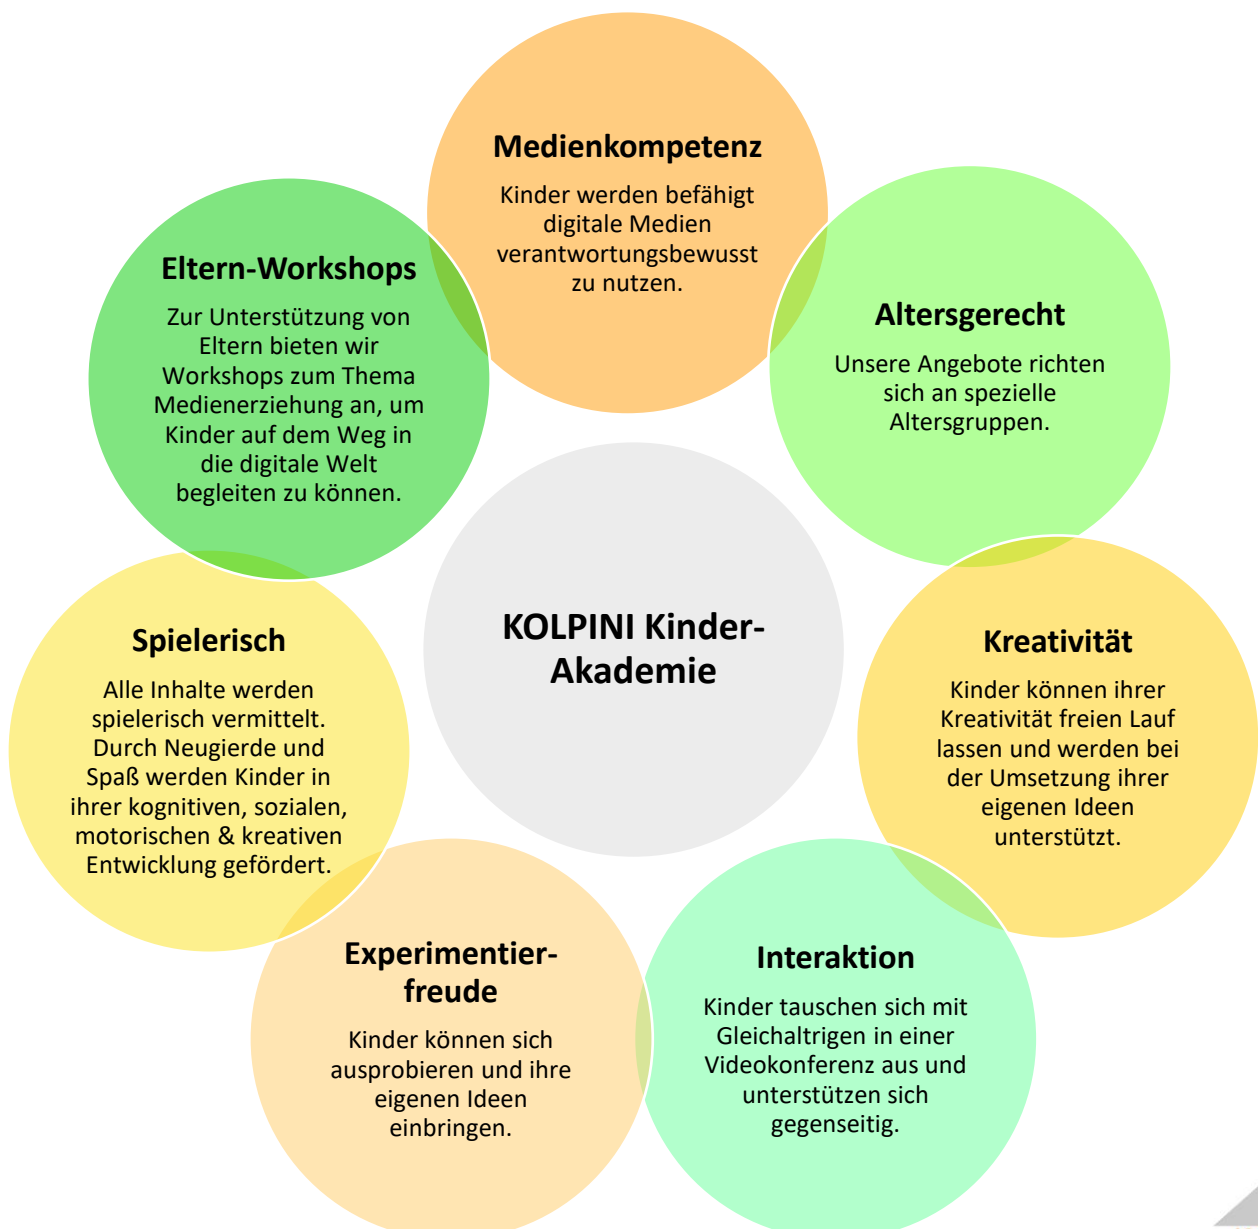 Medienkompetenz
Kinder werden befähigt
digitale Medien
verantwortungsbewusst
zu nutzen.
Altersgerecht
Unsere Angebote richten
sich an spezielle
Altersgruppen.
Kreativität
Kinder können ihrer
Kreativität freien Lauf
lassen und werden bei
der Umsetzung ihrer
eigenen Ideen
unterstützt.
Interaktion
Kinder tauschen sich mit
Gleichaltrigen in einer
Videokonferenz aus und
unterstützen sich
gegenseitig.
Experimentier-
freude
Kinder können sich
ausprobieren und ihre
eigenen Ideen
einbringen.
Spielerisch
Alle Inhalte werden
spielerisch vermittelt.
Durch Neugierde und
Spaß werden Kinder in
ihrer kognitiven, sozialen,
motorischen & kreativen
Entwicklung gefördert.
Eltern-Workshops
Zur Unterstützung von
Eltern bieten wir
Workshops zum Thema
Medienerziehung an, um
Kinder auf dem Weg in
die digitale Welt
begleiten zu können.
KOLPINI Kinder-
Akademie